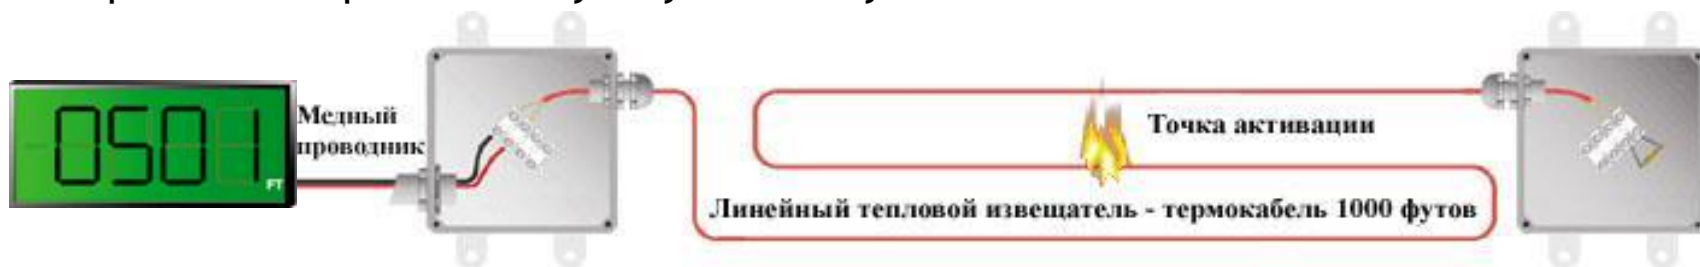 0501
FT
Медный
проводник
Точка активации
Линейный тепловой извещатель - термокабель 1000 футов